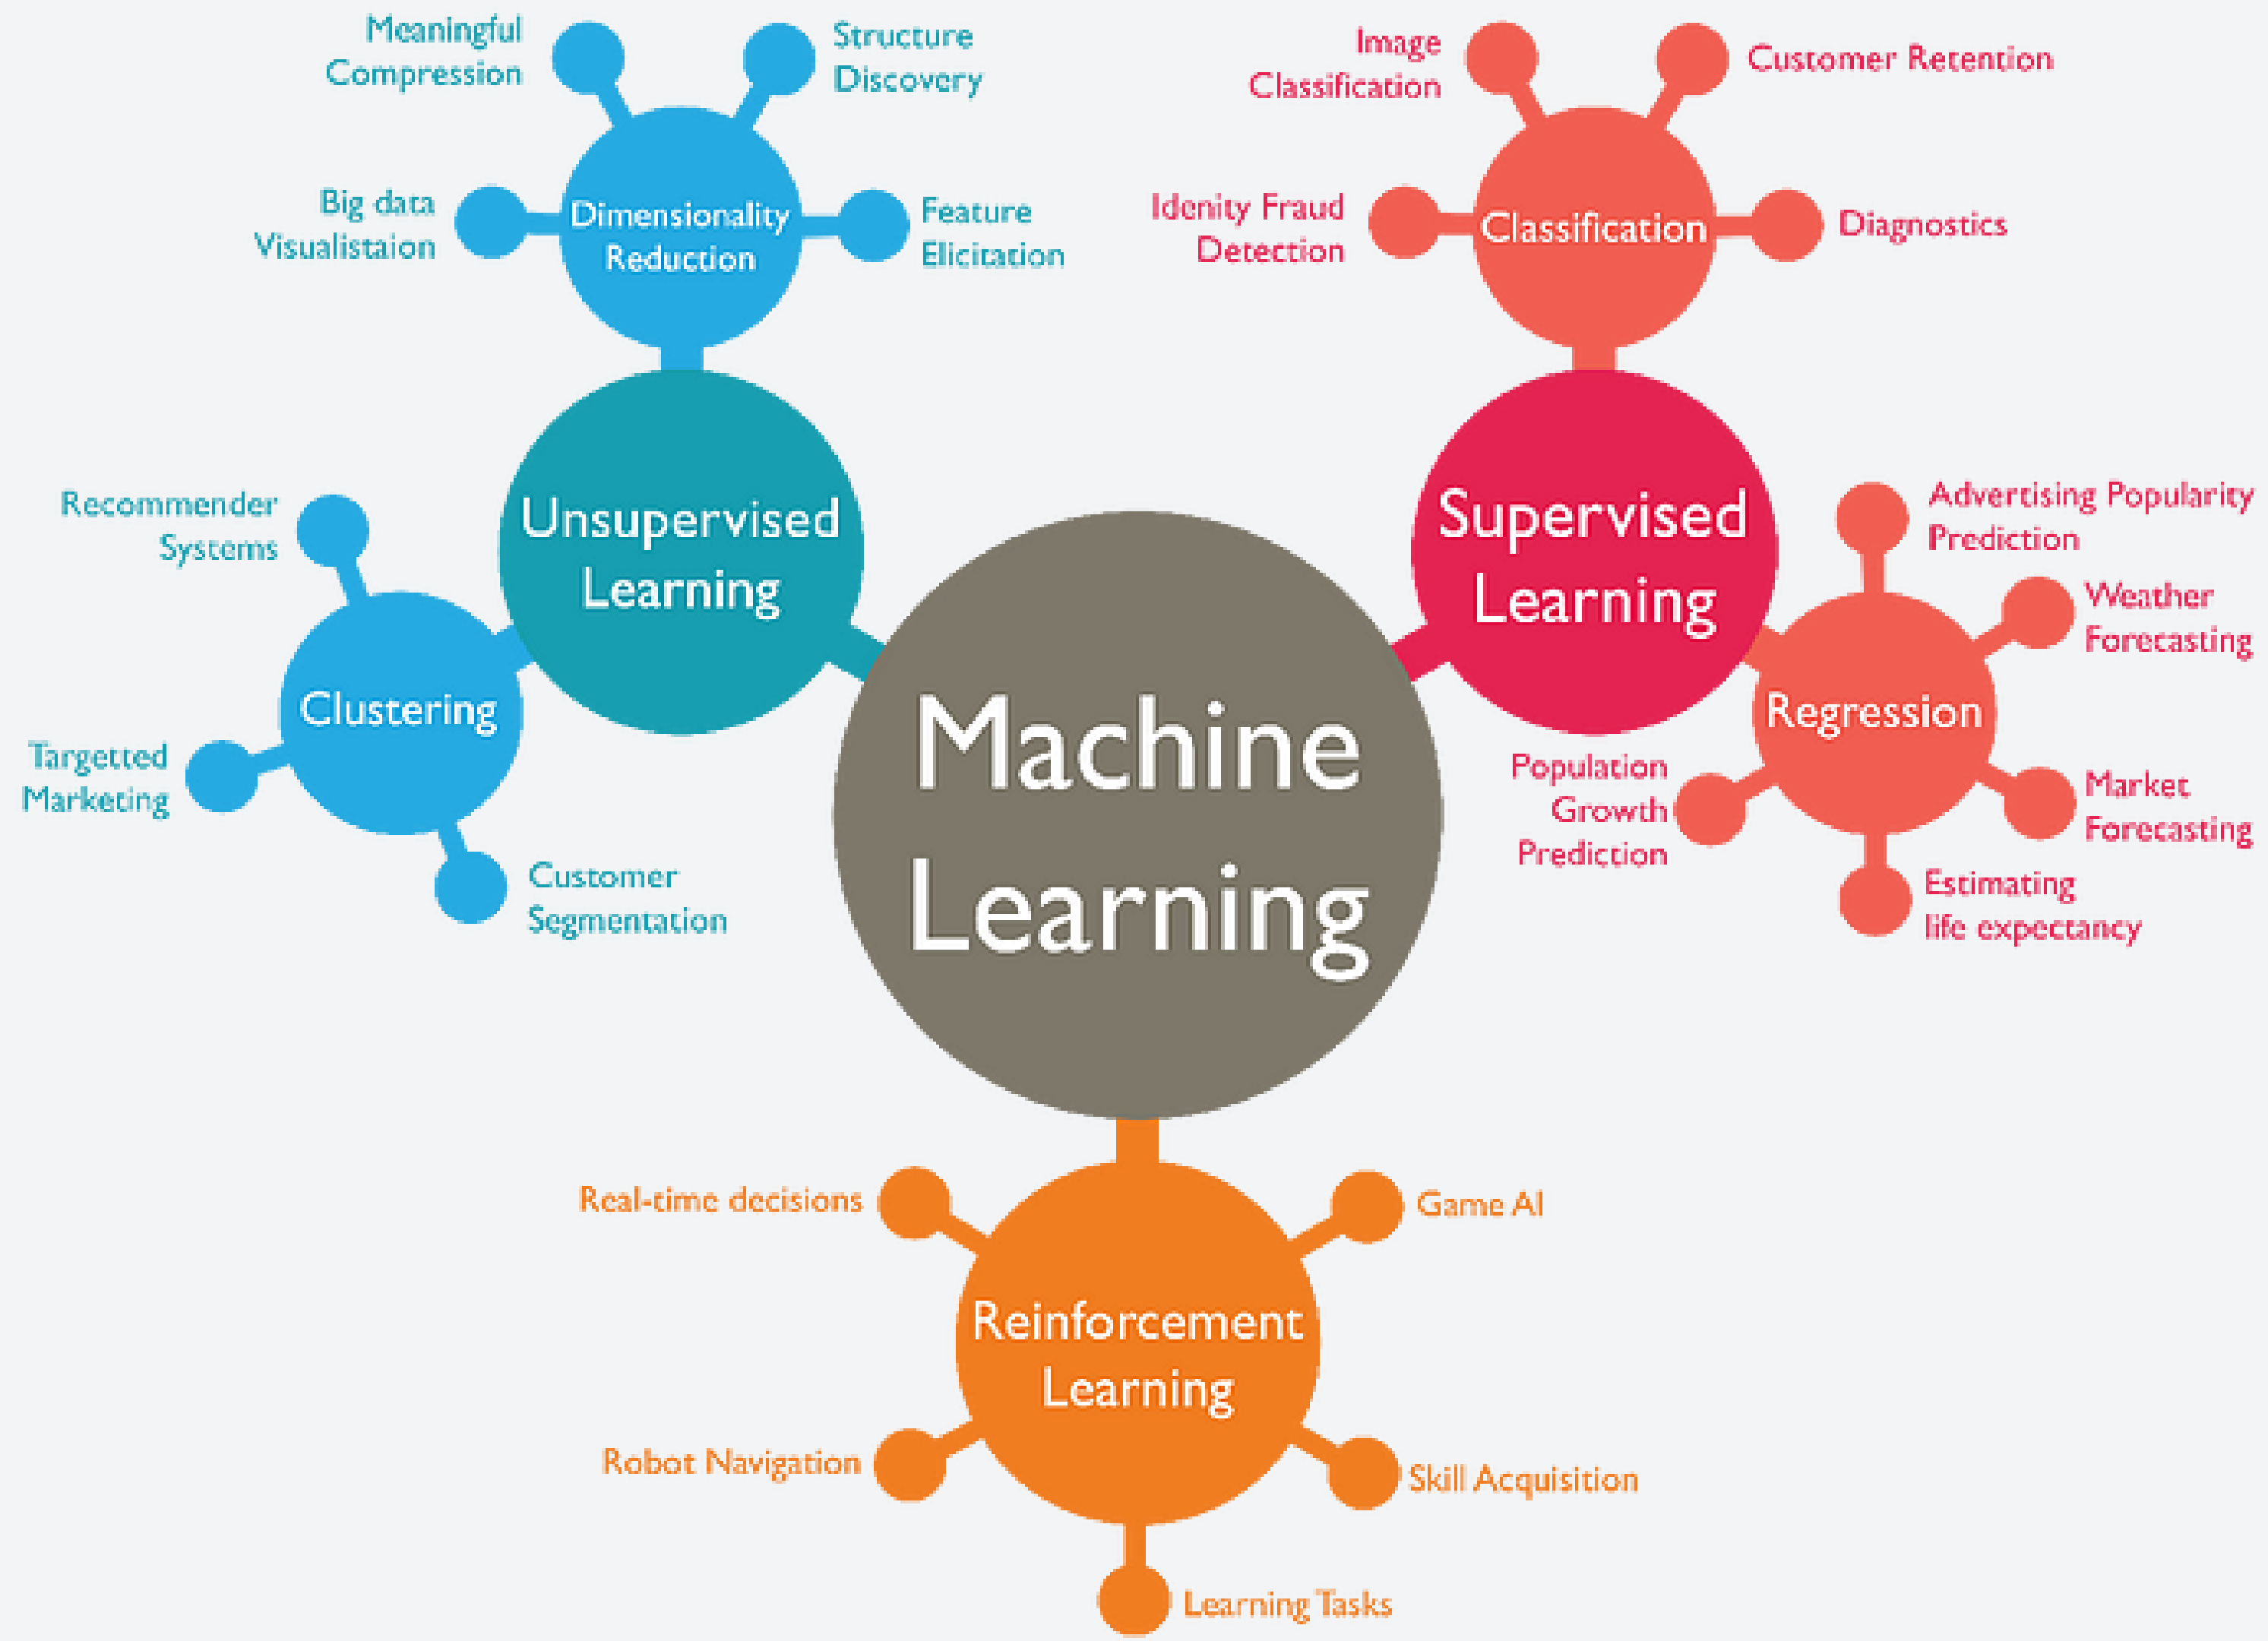 Meaningful
Compression
Structure
Discovery
Big data
Visualistaion
Dimensionality
Reduction
Feature
Elicitation
Image
Classification
Customer Retention
Idenity Fraud
Detection
Classification
Diagnostics
Unsupervised
Learning
Supervised
Learning
Recommender
Systems
Clustering
Targetted
Marketing
Customer
Segmentation
Machine
Learning
Advertising Popularity
Prediction
Weather
Forecasting
Regression
Population
Growth
Prediction
Market
Forecasting
Estimating
life expectancy
Real-time decisions
Game AI
Reinforcement
Learning
Robot Navigation
Skill Acquisition
Learning Tasks